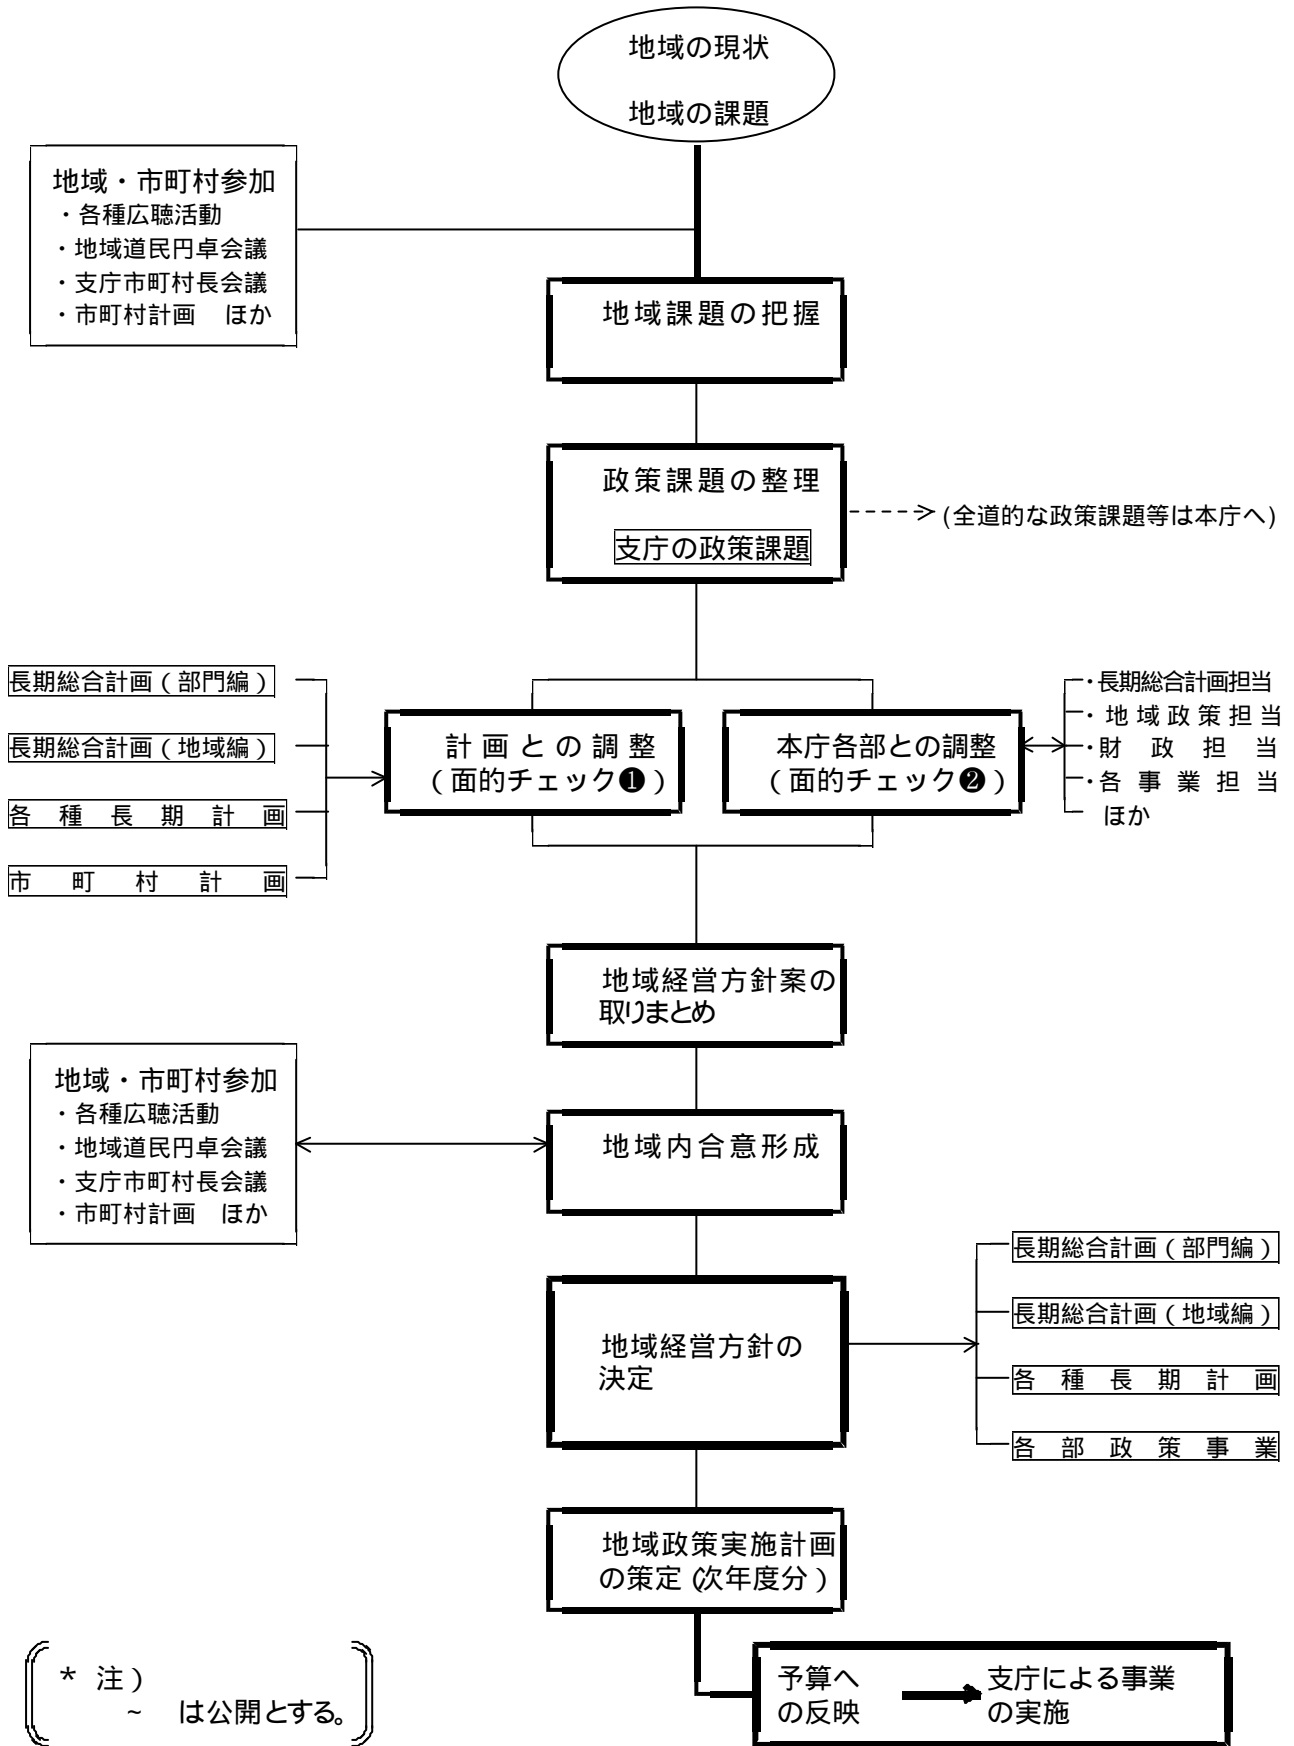 地域の現状
地域の課題
地域・市町村参加
・各種広聴活動
・地域道民円卓会議
・支庁市町村長会議
・市町村計画　ほか
地域課題の把握
政策課題の整理
支庁の政策課題
(全道的な政策課題等は本庁へ)
長期総合計画（部門編）
長期総合計画（地域編）
各種長期計画
市町村計画
計画との調整
（面的チェック❶）
本庁各部との調整
（面的チェック❷）
・長期総合計画担当
・地域政策担当
・財政担当
・各事業担当
ほか
地域経営方針案の
取りまとめ
地域・市町村参加
・各種広聴活動
・地域道民円卓会議
・支庁市町村長会議
・市町村計画　ほか
地域内合意形成
地域経営方針の
決定
長期総合計画（部門編）
長期総合計画（地域編）
各種長期計画
各部政策事業
地域政策実施計画
の策定（次年度分）
予算へ
の反映
支庁による事業
の実施
* 注）
~　は公開とする。